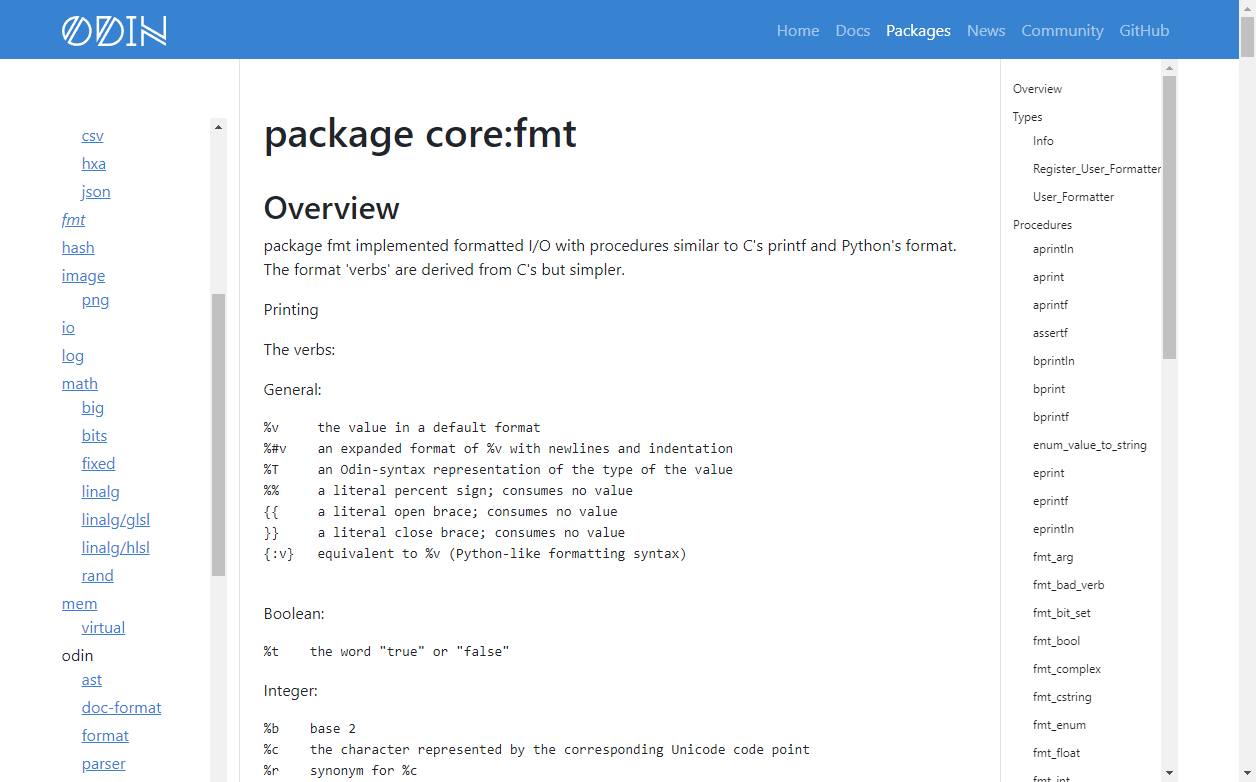 ODIN
Home Docs Packages News Community GitHub
csv
hxa
json
fmt
hash
image
png
io
log
math
big
bits
fixed
linalg
linalg/glsl
linalg/hlsl
rand
mem
virtual
odin
ast
doc-format
format
parser
package core:fmt
Overview
package fmt implemented formatted I/O with procedures similar to C's printf and Python's format.
The format 'verbs' are derived from C's but simpler.
Printing
The verbs:
General:
%v the value in a default format
%#v an expanded format of %v with newlines and indentation
%T an Odin-syntax representation of the type of the value
%% a literal percent sign; consumes no value
{{ a literal open brace; consumes no value
}} a literal close brace; consumes no value
{:v} equivalent to %v (Python-like formatting syntax)
Boolean:
%t the word "true" or "false"
Integer:
%b base 2
%c the character represented by the corresponding Unicode code point
%r synonym for %c
Overview
Types
Info
Register_User_Formatter
User_Formatter
Procedures
aprintln
aprint
aprintf
assertf
bprintln
bprint
bprintf
enum_value_to_string
eprint
eprintf
eprintln
fmt_arg
fmt_bad_verb
fmt_bit_set
fmt_bool
fmt_complex
fmt_cstring
fmt_enum
fmt_float
fmt_int